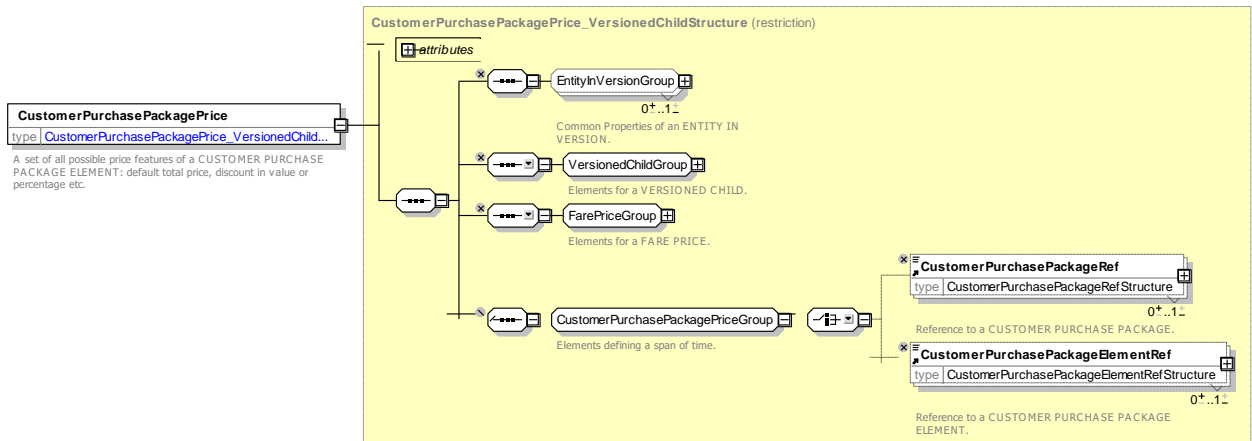 CustomerPurchasePackagePrice_VersionedChildStructure (restriction)
attributes
EntityInVersionGroup
0..1
Common Properties of an ENTITY IN
VERSION.
CustomerPurchasePackagePrice
type CustomerPurchasePackagePrice_VersionedChild...
A set of all possible price features of a CUSTOMER PURCHASE
PACKAGE ELEMENT: default total price, discount in value or
percentage etc.
VersionedChildGroup
Elements for a VERSIONED CHILD.
FarePriceGroup
Elements for a FARE PRICE.
CustomerPurchasePackageRef
type CustomerPurchasePackageRefStructure
0..1
Reference to a CUSTOMER PURCHASE PACKAGE.
CustomerPurchasePackagePriceGroup
Elements defining a span of time.
CustomerPurchasePackageElementRef
type CustomerPurchasePackageElementRefStructure
0..1
Reference to a CUSTOMER PURCHASE PACKAGE
ELEMENT.